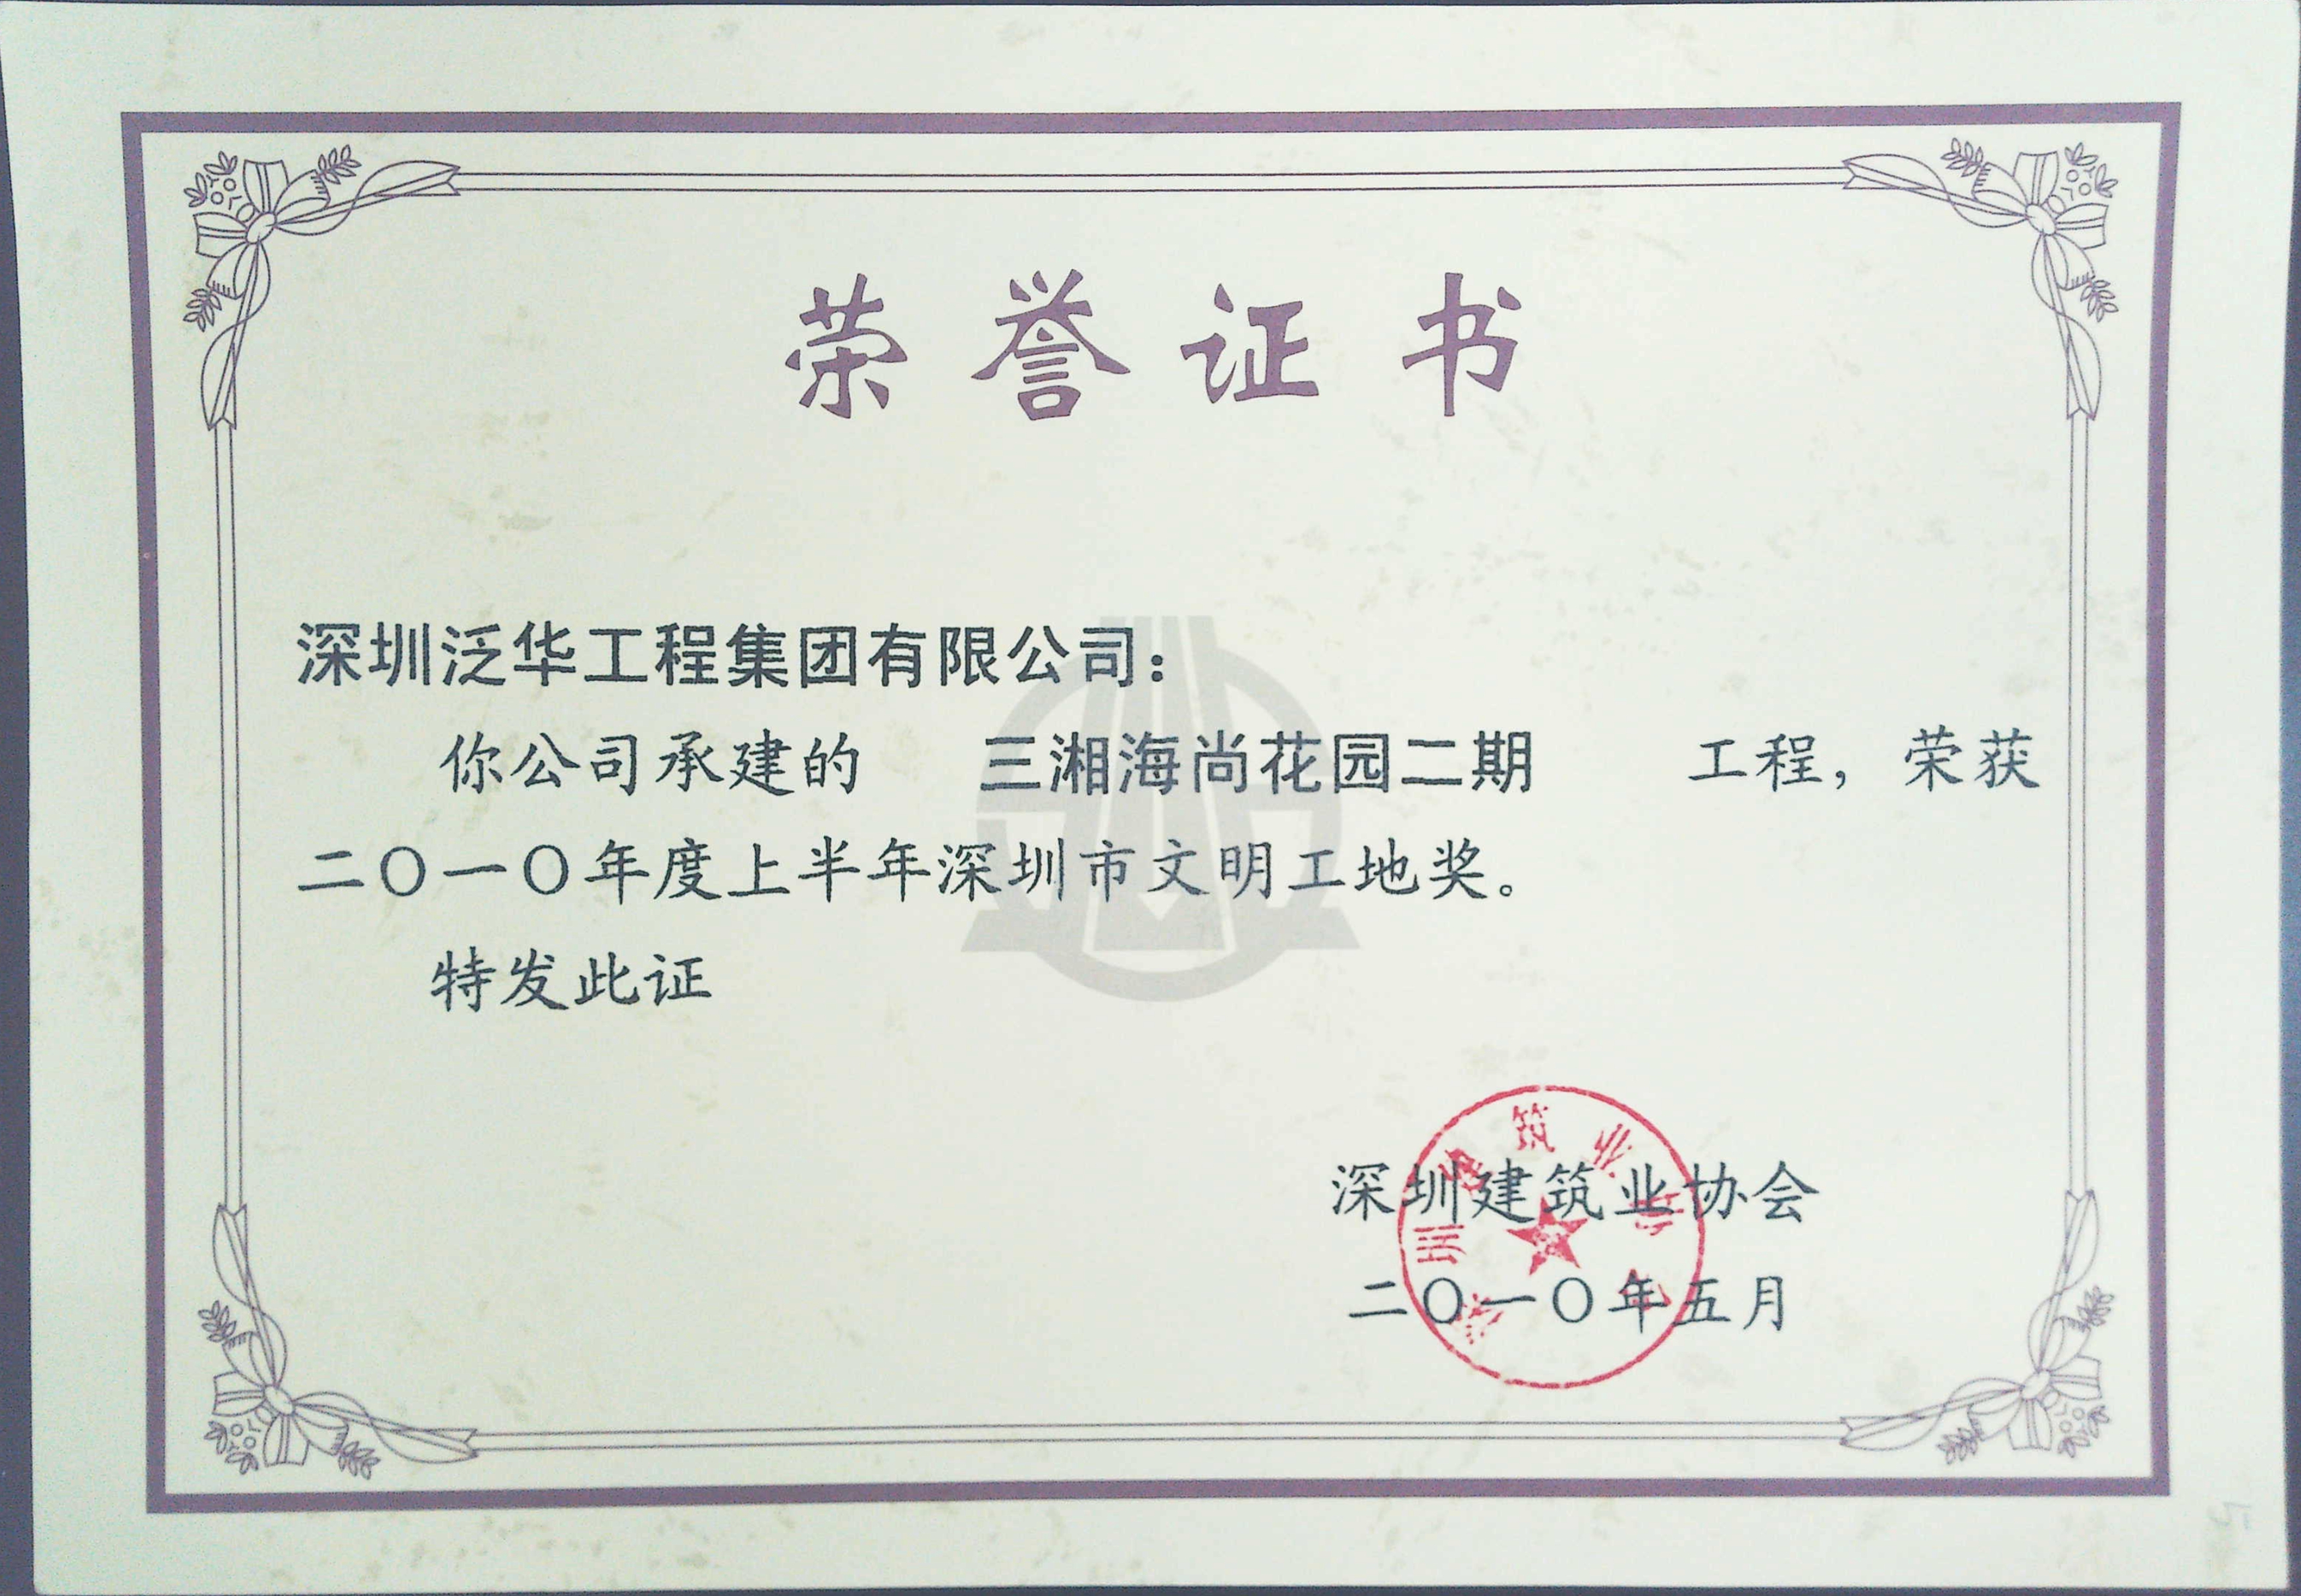 荣誉证书
深圳泛华工程集团有限公司：
你公司承建的 三湘海尚花园二期 工程，荣获
二〇一〇年度上半年深圳市文明工地奖。
特发此证
深圳建筑业协会
二〇一〇年五月